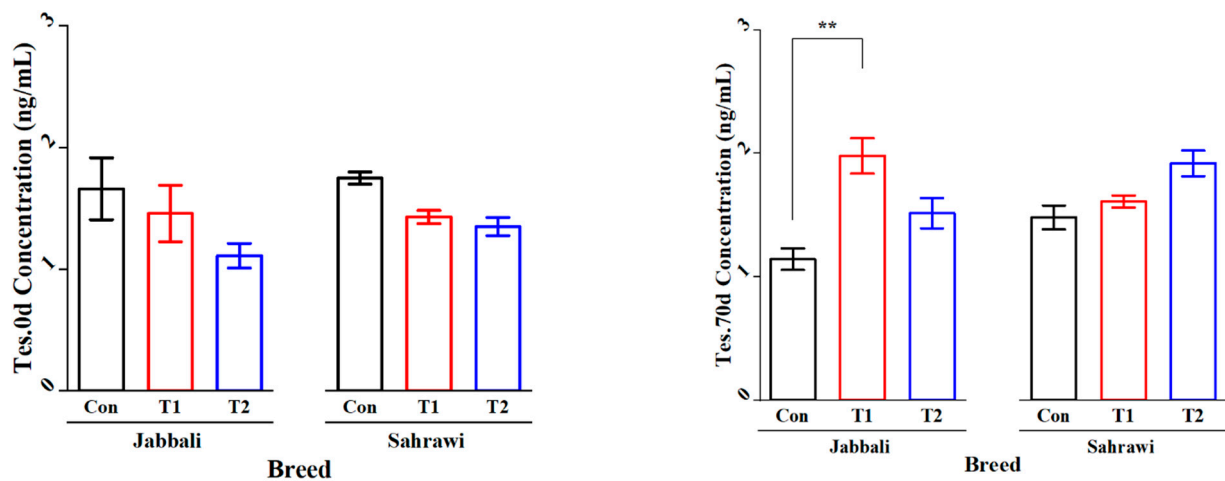 Tes.0d Concentration (ng/mL)
3
2
1
0
Con T1 T2 Con T1 T2
Jabbali Sahrawi
Breed
Tes.70d Concentration (ng/mL)
3
2
1
0
**
Con T1 T2 Con T1 T2
Jabbali Sahrawi
Breed